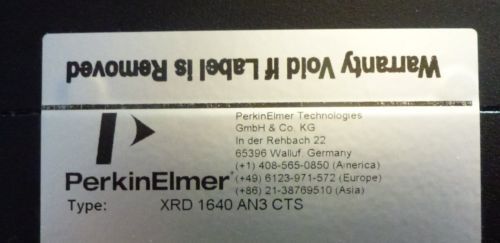 Warranty Void If Label is Removed
PerkinElmer Technologies
GmbH & Co. KG
In der Rehbach 22
65396 Walluf, Germany
(+1) 408-565-0850 (America)
(+49) 6123-971-572 (Europe)
(+86) 21-38769510 (Asia)
PerkinElmer
Type: XRD 1640 AN3 CTS